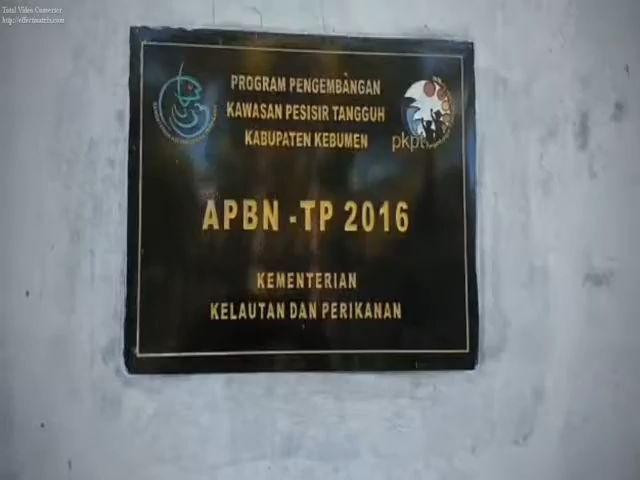 Total Video Converter
http://effectmatrix.com
PROGRAM PENGEMBANGAN
KAWASAN PESISIR TANGGUH
KABUPATEN KEBUMEN
pkpt
APBN - TP 2016
KEMENTERIAN
KELAUTAN DAN PERIKANAN